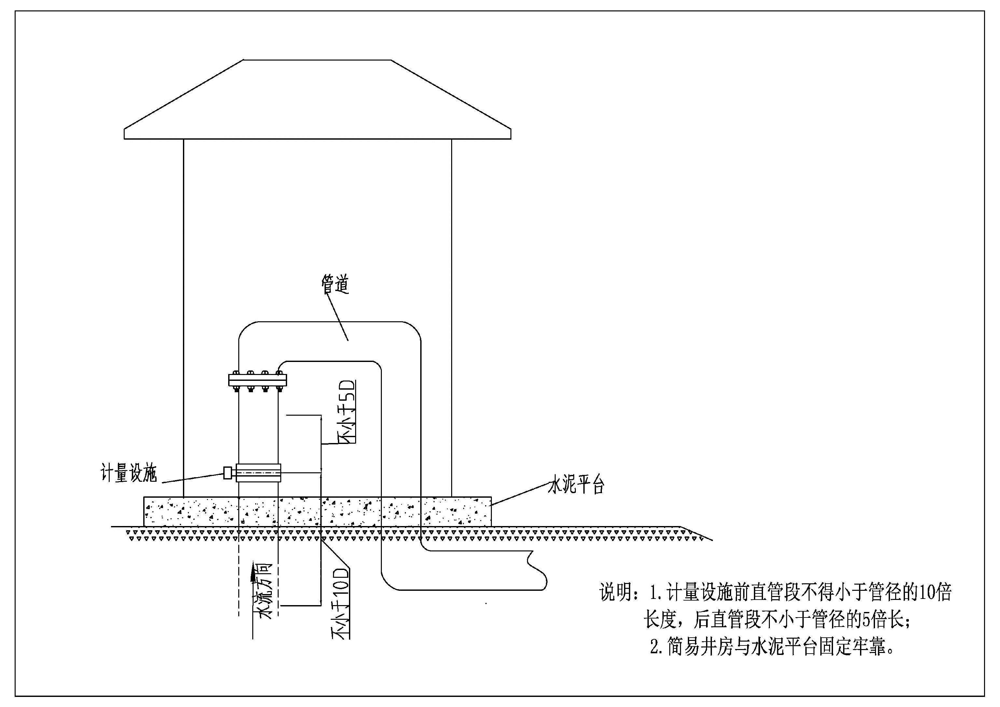 管道
不小于5D
计量设施
水泥平台
水流方向
不小于10D
说明：1.计量设施前直管段不得小于管径的10倍
长度，后直管段不小于管径的5倍长；
2.简易井房与水泥平台固定牢靠。